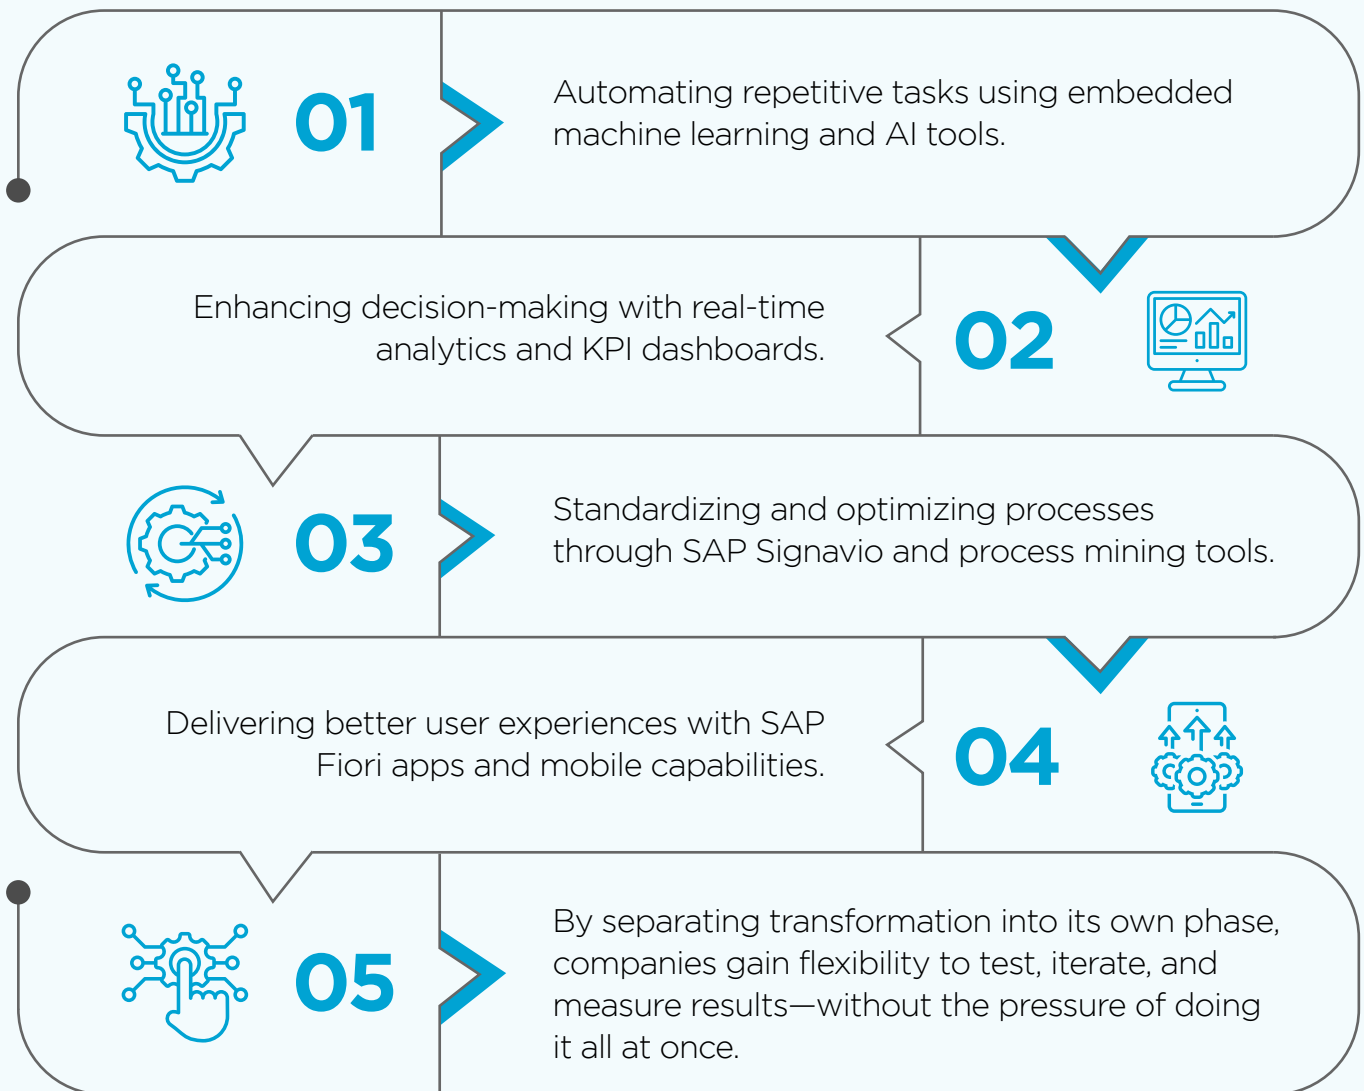 01
Automating repetitive tasks using embedded
machine learning and AI tools.
Enhancing decision-making with real-time
analytics and KPI dashboards.
02
03
Standardizing and optimizing processes
through SAP Signavio and process mining tools.
Delivering better user experiences with SAP
Fiori apps and mobile capabilities.
04
05
By separating transformation into its own phase,
companies gain flexibility to test, iterate, and
measure results—without the pressure of doing
it all at once.